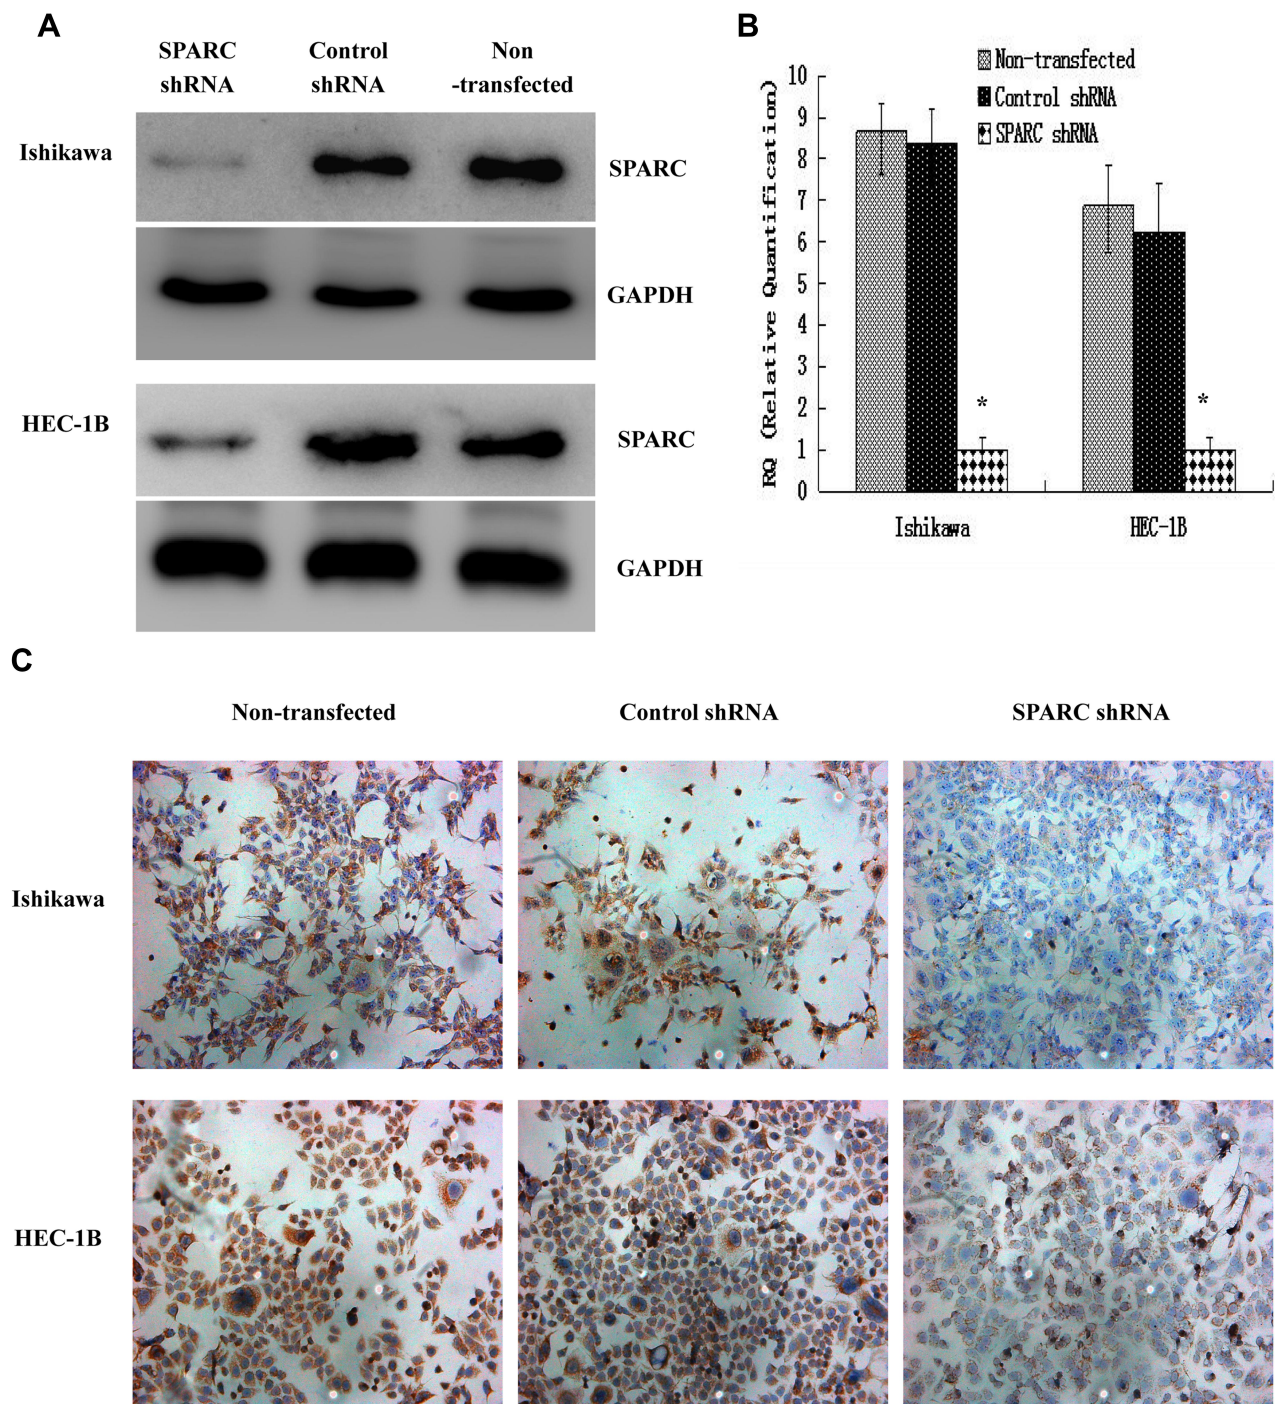 A
SPARC shRNA
Control shRNA
Non -transfected
Ishikawa
SPARC
GAPDH
HEC-1B
SPARC
GAPDH
B
Non-transfected
Control shRNA
SPARC shRNA
RQ (Relative Quantification)
10
9
8
7
6
5
4
3
2
1
0
*
*
Ishikawa
HEC-1B
C
Non-transfected
Control shRNA
SPARC shRNA
Ishikawa
HEC-1B